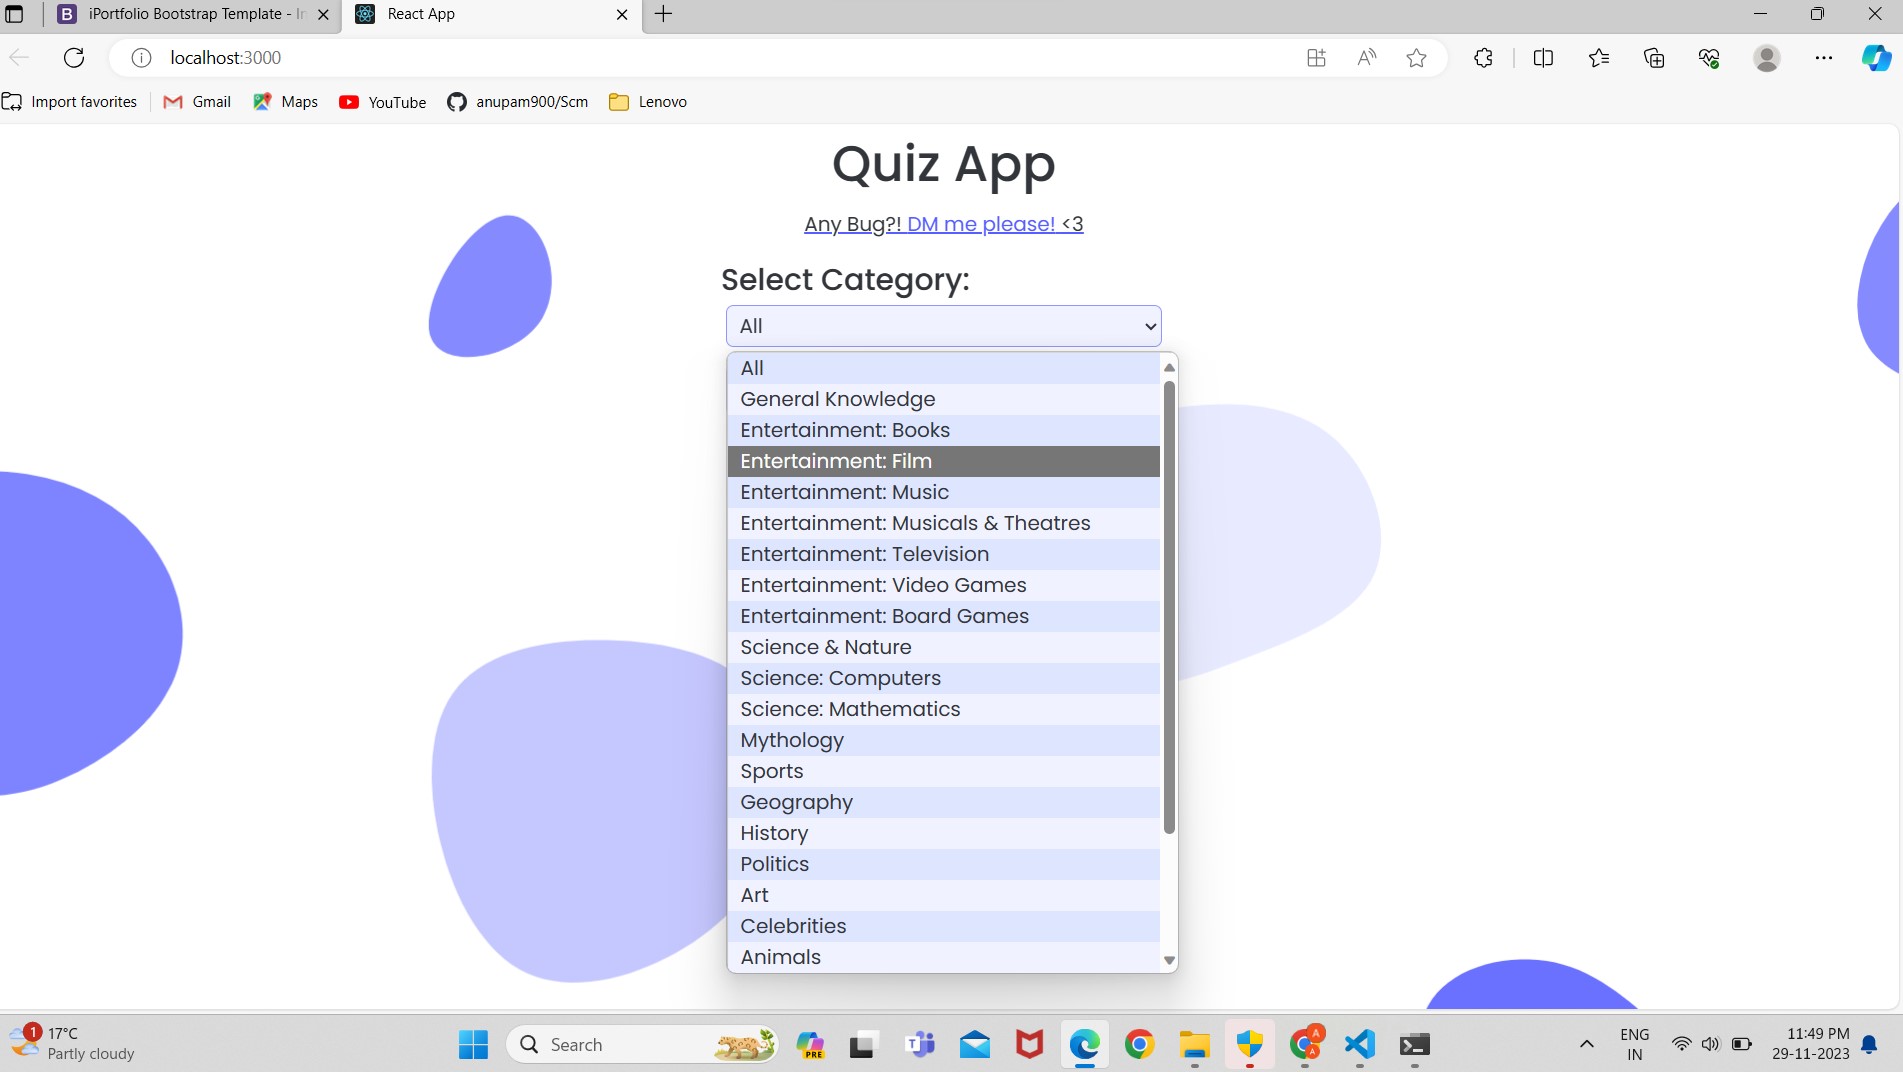 iPortfolio Bootstrap Template - In
React App
localhost:3000
Import favorites
Gmail
Maps
YouTube
anupam900/Scm
Lenovo
Quiz App
Any Bug?! DM me please! <3
Select Category:
All
All
General Knowledge
Entertainment: Books
Entertainment: Film
Entertainment: Music
Entertainment: Musicals & Theatres
Entertainment: Television
Entertainment: Video Games
Entertainment: Board Games
Science & Nature
Science: Computers
Science: Mathematics
Mythology
Sports
Geography
History
Politics
Art
Celebrities
Animals
1
17°C
Partly cloudy
Search
PRE
ENG
IN
11:49 PM
29-11-2023